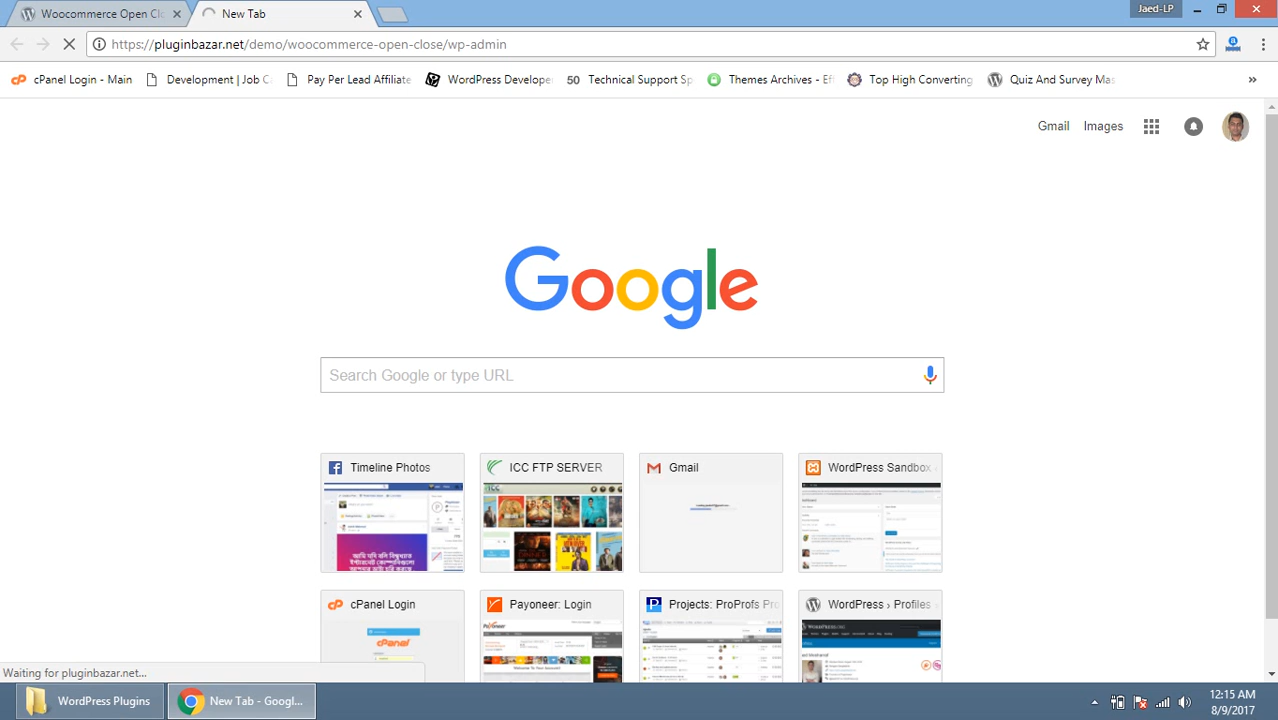 Woocommerce Open Clo
New Tab
Jaed-LP
https://pluginbazar.net/demo/woocommerce-open-close/wp-admin
cPanel Login - Main
Development | Job C
Pay Per Lead Affiliate
WordPress Develope
50 Technical Support Sp
Themes Archives - Eff
Top High Converting
Quiz And Survey Mas
Gmail
Images
Google
Search Google or type URL
Timeline Photos
ICC FTP SERVER
Gmail
WordPress Sandbox
cPanel Login
Payoneer: Login
Projects: ProProfs Pro
WordPress › Profiles
cPanel
Waiting for pluginbazar.net...
WordPress Plugins
New Tab - Googl...
12:15 AM
8/9/2017